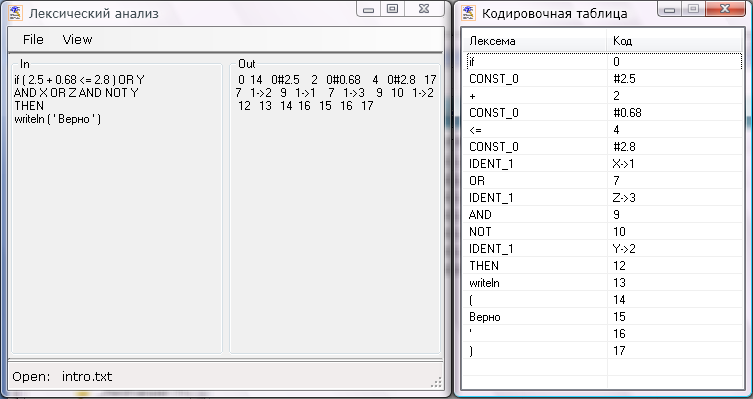 Лексический анализ
File View
In
if ( 2.5 + 0.68 <= 2.8 ) OR Y
AND X OR Z AND NOT Y
THEN
writeln ( ' Верно ' )
Out
0 14 0#2.5 2 0#0.68 4 0#2.8 17
7 1->2 9 1->1 7 1->3 9 10 1->2
12 13 14 16 15 16 17
Open: intro.txt
Кодировочная таблица
Лексема Код
if 0
CONST_0 #2.5
+ 2
CONST_0 #0.68
<= 4
CONST_0 #2.8
IDENT_1 X->1
OR 7
IDENT_1 Z->3
AND 9
NOT 10
IDENT_1 Y->2
THEN 12
writeln 13
( 14
Верно 15
' 16
) 17